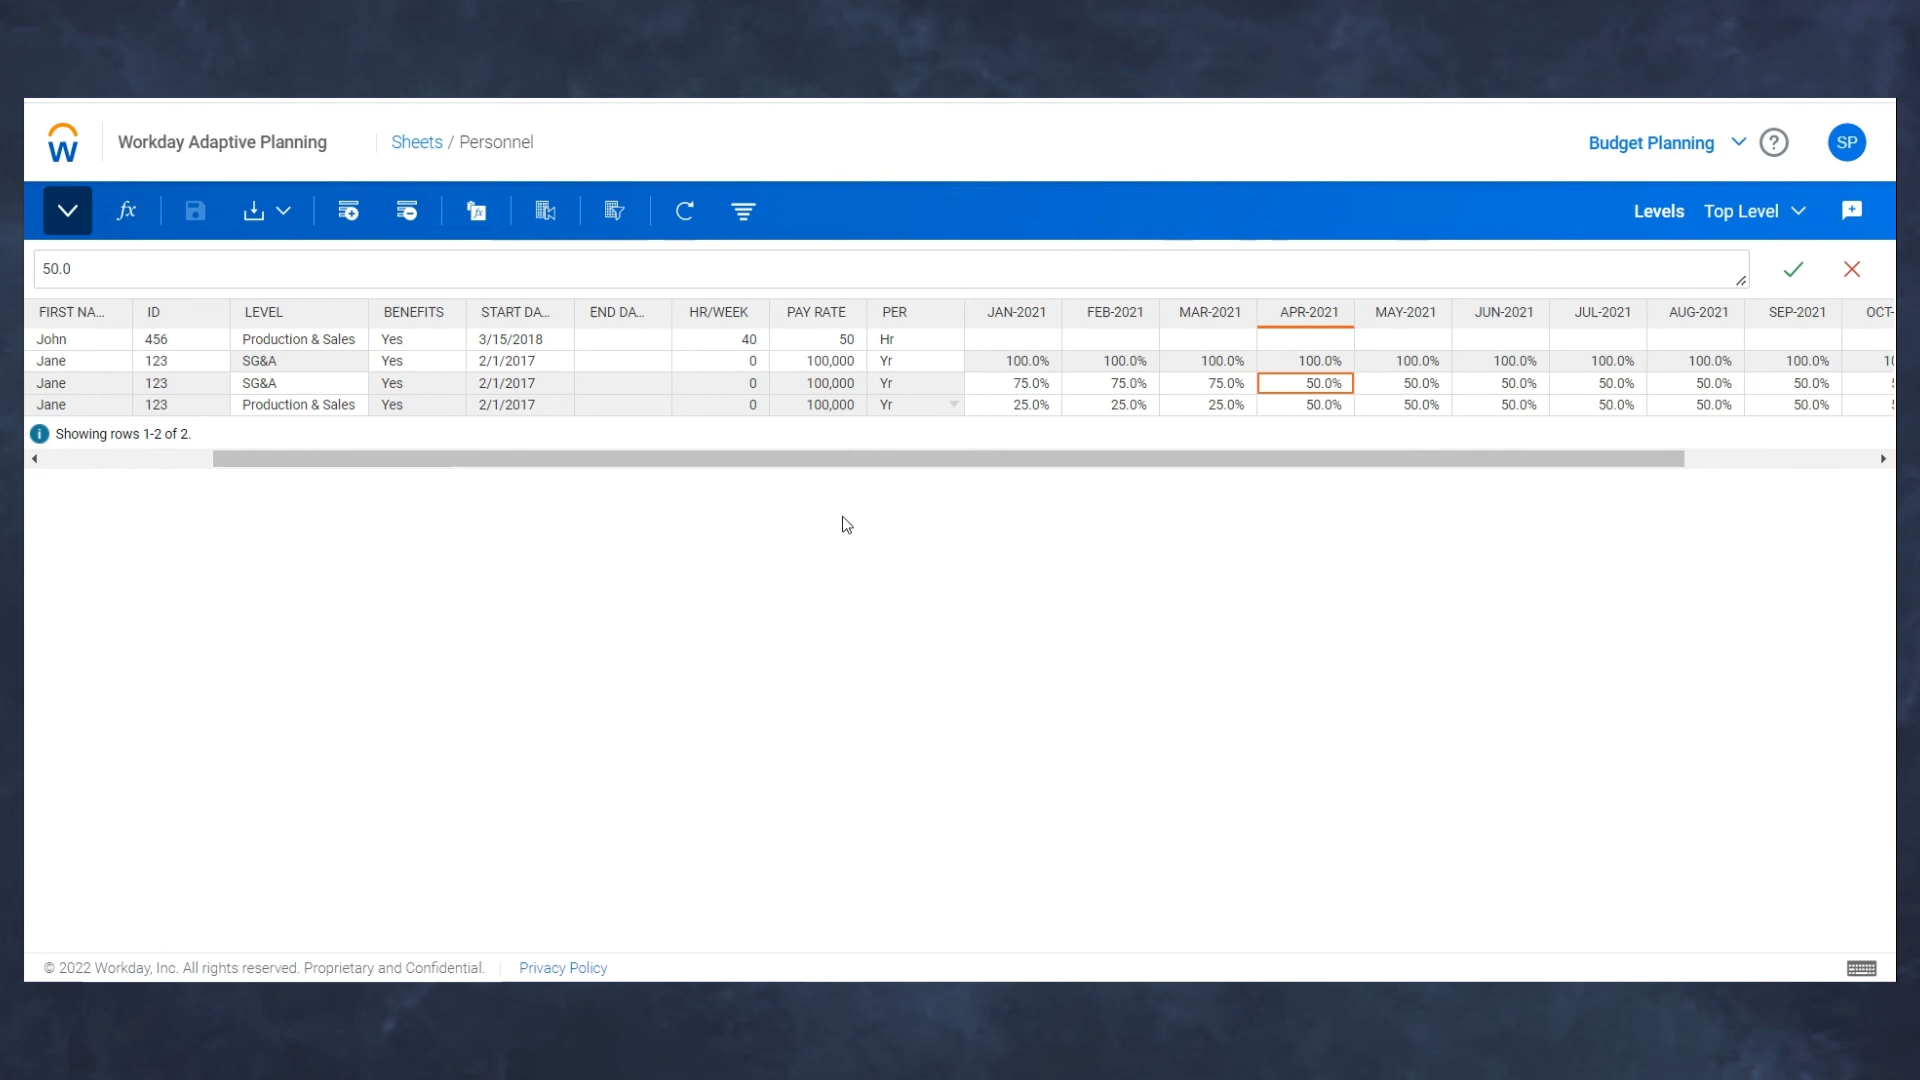 W Workday Adaptive Planning Sheets / Personnel Budget Planning ? SP
fx Levels Top Level
50.0
FIRST NA... ID LEVEL BENEFITS START DA... END DA... HR/WEEK PAY RATE PER JAN-2021 FEB-2021 MAR-2021 APR-2021 MAY-2021 JUN-2021 JUL-2021 AUG-2021 SEP-2021 OCT-
John 456 Production & Sales Yes 3/15/2018 40 50 Hr
Jane 123 SG&A Yes 2/1/2017 0 100,000 Yr 100.0% 100.0% 100.0% 100.0% 100.0% 100.0% 100.0% 100.0% 100.0% 10
Jane 123 SG&A Yes 2/1/2017 0 100,000 Yr 75.0% 75.0% 75.0% 50.0% 50.0% 50.0% 50.0% 50.0% 50.0%
Jane 123 Production & Sales Yes 2/1/2017 0 100,000 Yr 25.0% 25.0% 25.0% 50.0% 50.0% 50.0% 50.0% 50.0% 50.0%
i Showing rows 1-2 of 2.
© 2022 Workday, Inc. All rights reserved. Proprietary and Confidential. Privacy Policy